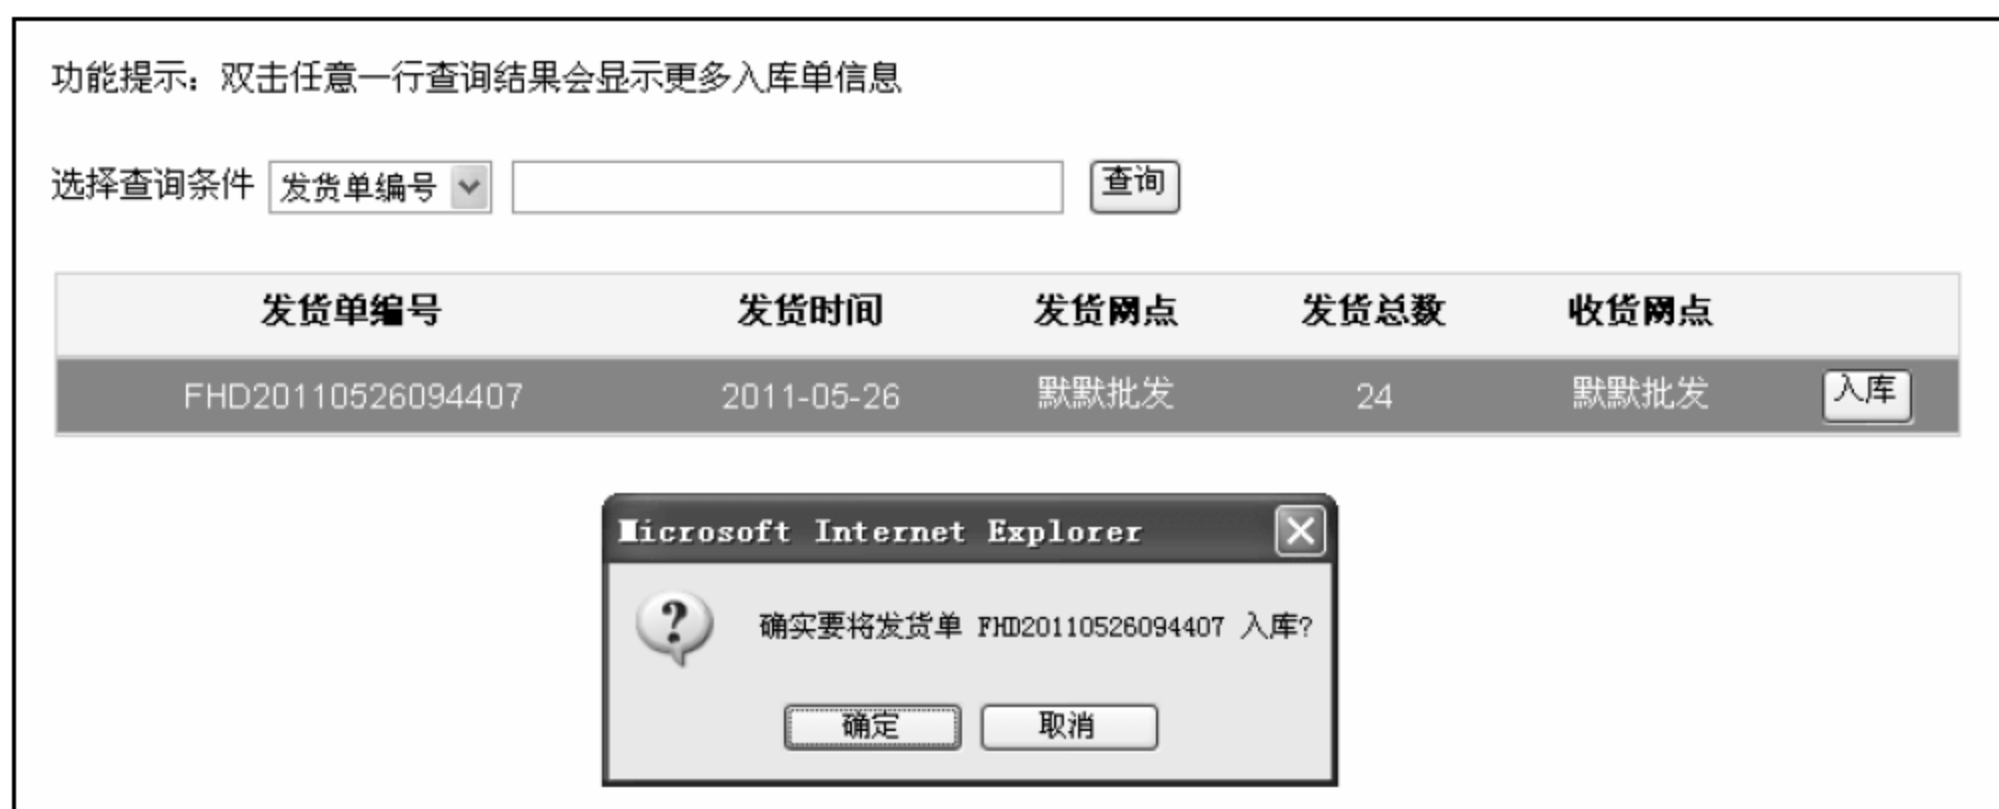 功能提示：双击任意一行查询结果会显示更多入库单信息
选择查询条件 发货单编号 查询
发货单编号 发货时间 发货网点 发货总数 收货网点
FHD20110526094407 2011-05-26 默默批发 24 默默批发 入库
Microsoft Internet Explorer
确实要将发货单 FHD20110526094407 入库?
确定 取消